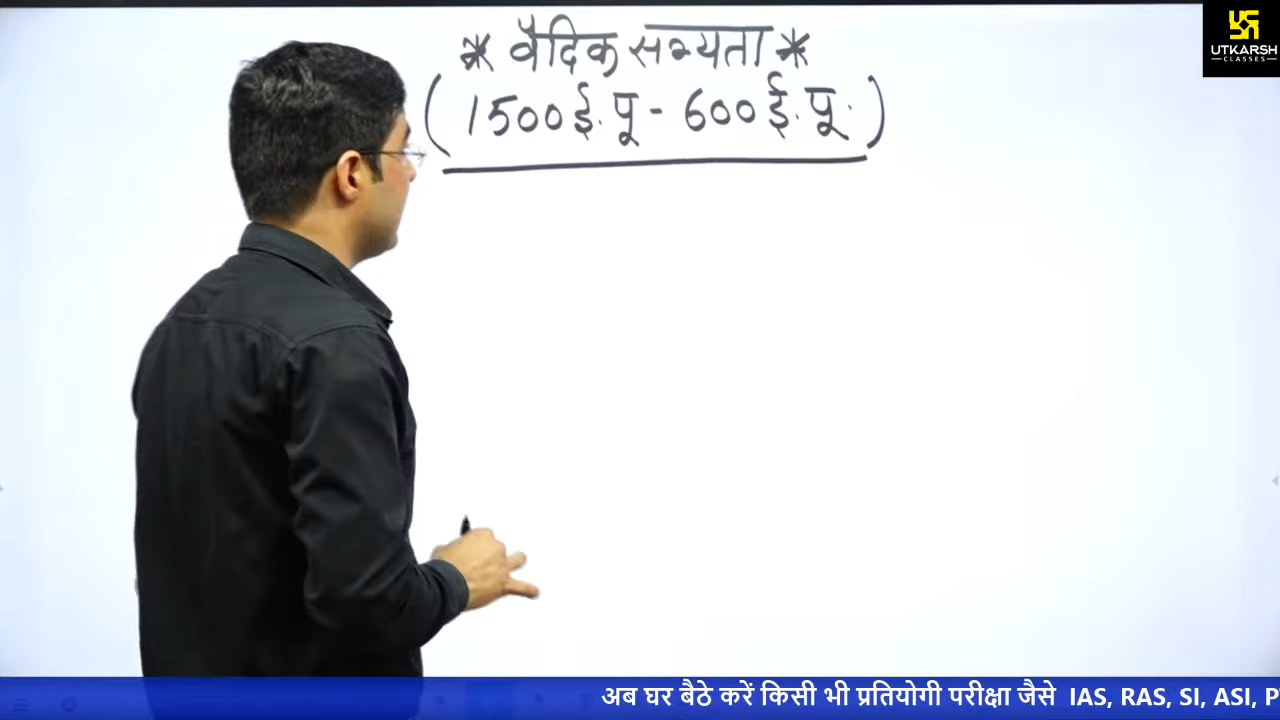 * वैदिक सभ्यता *
(1500 ई. पू - 600 ई. पू.)
UTKARSH
CLASSES
अब घर बैठे करें किसी भी प्रतियोगी परीक्षा जैसे IAS, RAS, SI, ASI, P